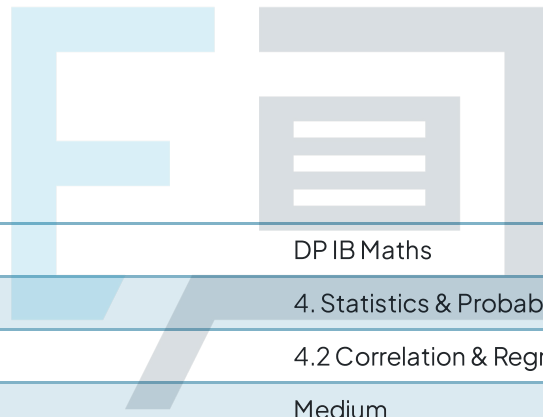 DP IB Maths
4. Statistics & Probab
4.2 Correlation & Regr
Medium